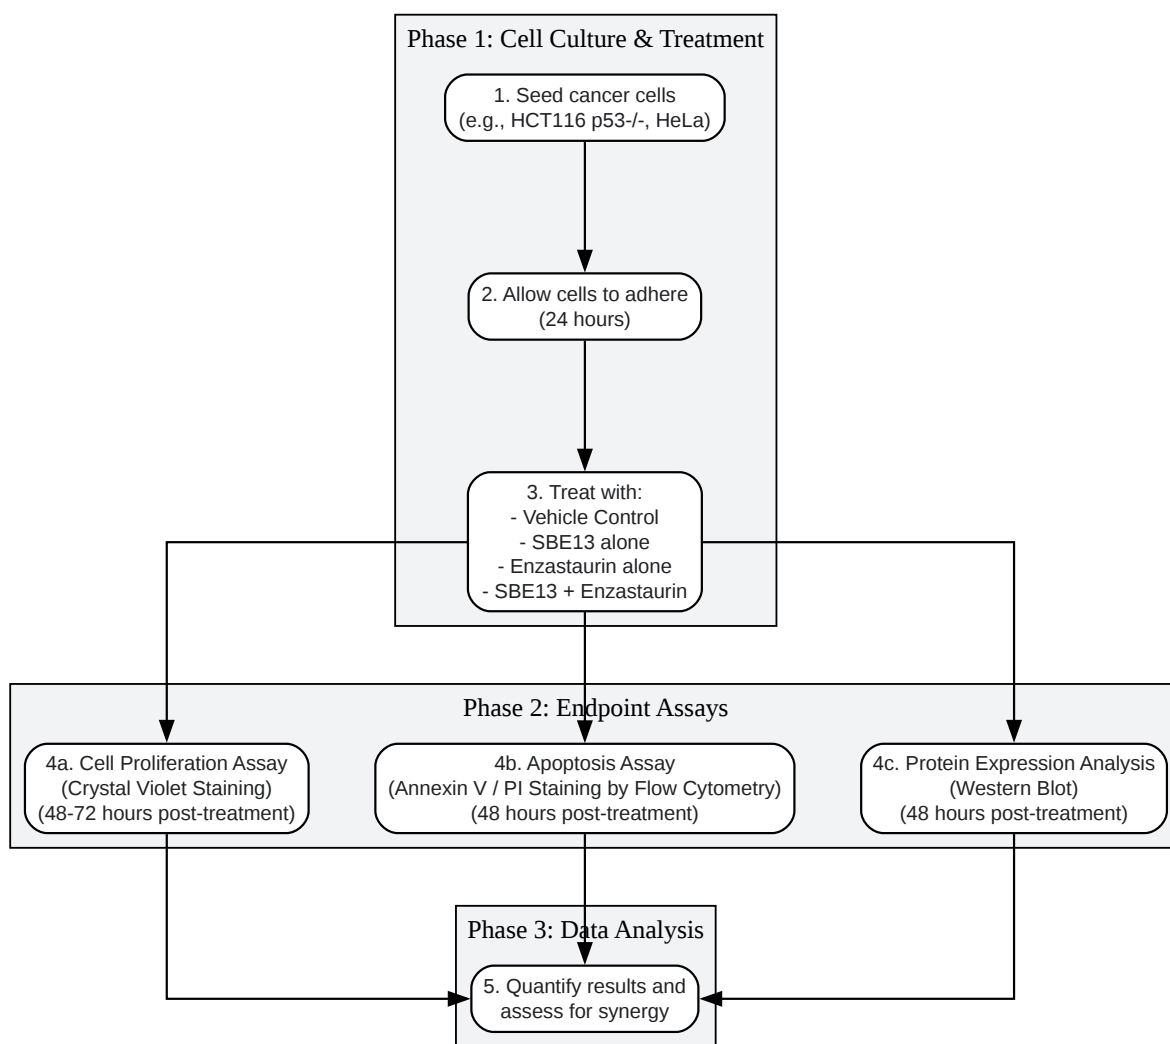 Phase 1: Cell Culture & Treatment
1. Seed cancer cells
(e.g., HCT116 p53-/-, HeLa)
2. Allow cells to adhere
(24 hours)
3. Treat with:
- Vehicle Control
- SBE13 alone
- Enzastaurin alone
- SBE13 + Enzastaurin
Phase 2: Endpoint Assays
4a. Cell Proliferation Assay
(Crystal Violet Staining)
(48-72 hours post-treatment)
4b. Apoptosis Assay
(Annexin V / PI Staining by Flow Cytometry)
(48 hours post-treatment)
4c. Protein Expression Analysis
(Western Blot)
(48 hours post-treatment)
Phase 3: Data Analysis
5. Quantify results and
assess for synergy